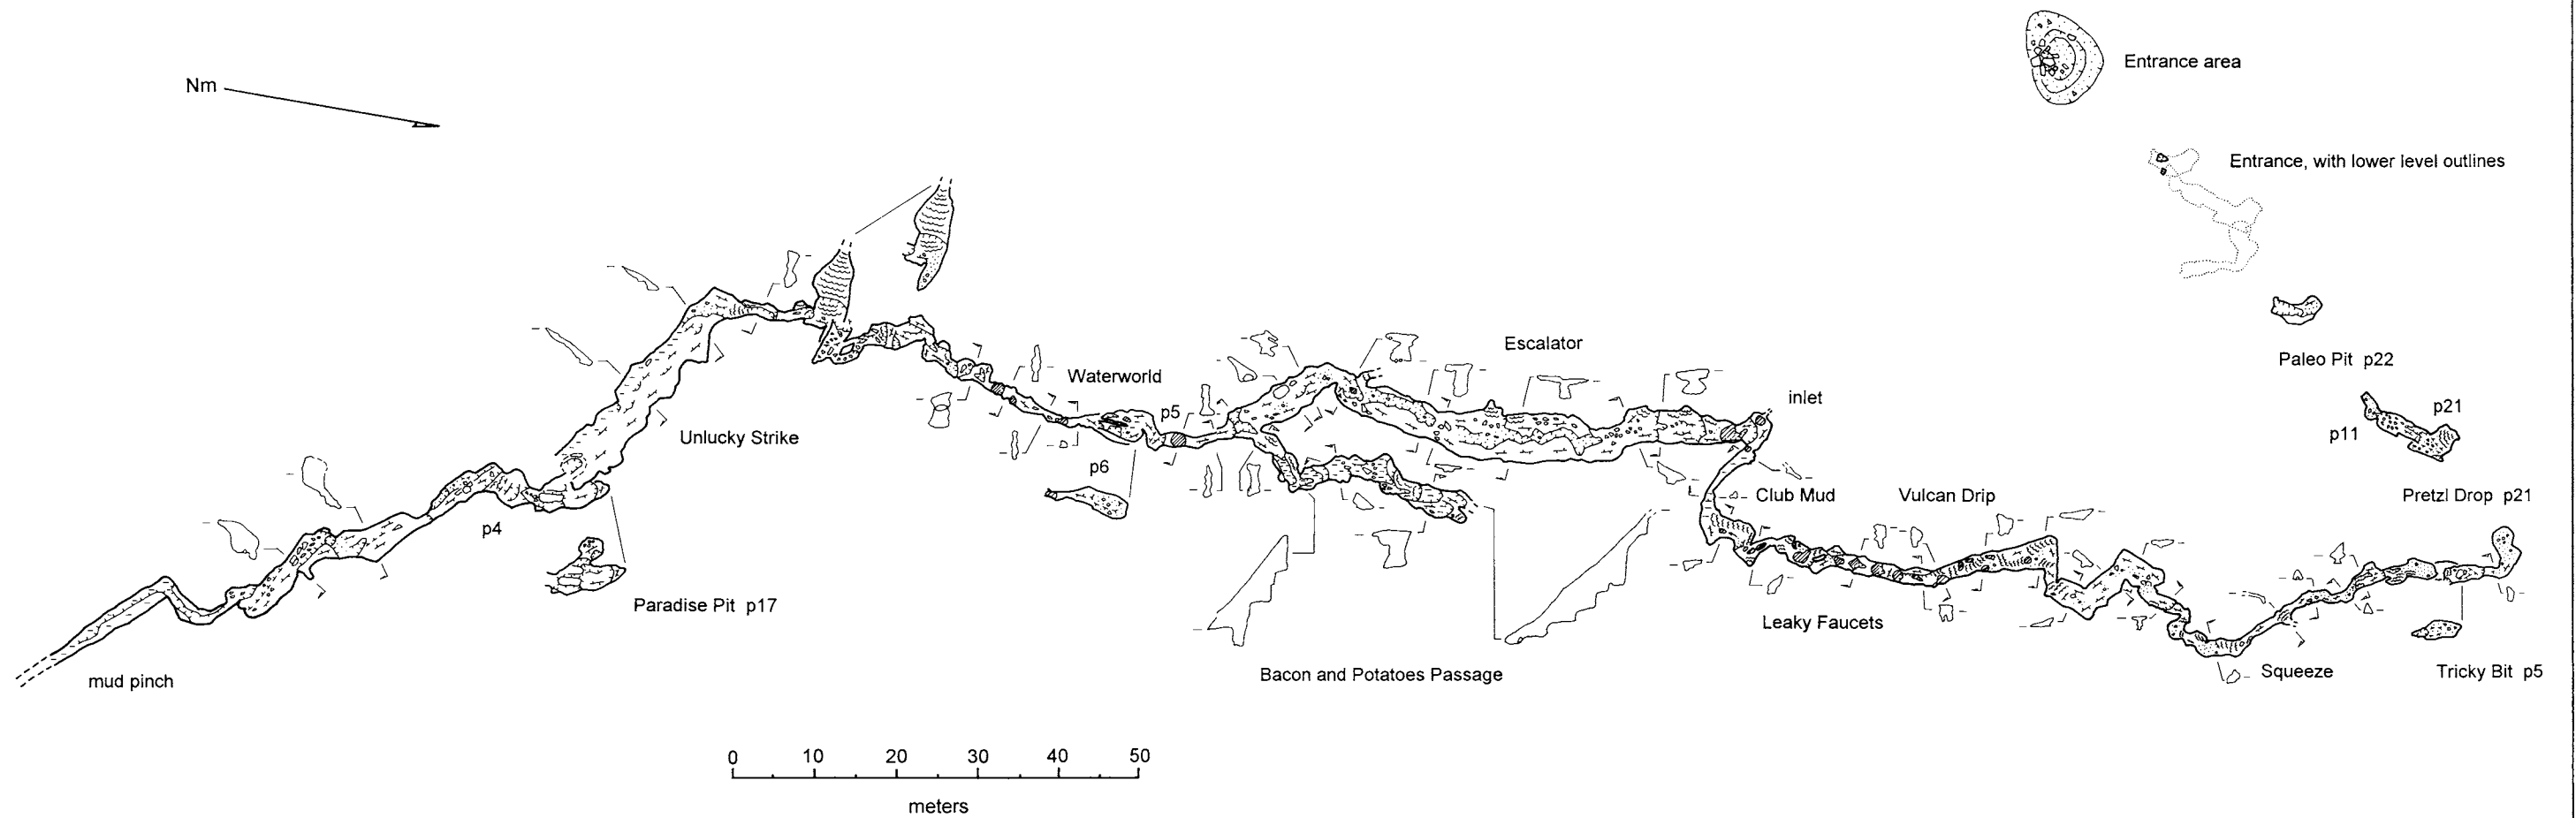 Entrance area
Nm
Entrance, with lower level outlines
Escalator
Paleo Pit p22
Waterworld
inlet
p5
p21
p11
Unlucky Strike
p6
Club Mud
Vulcan Drip
Pretzl Drop p21
p4
Paradise Pit p17
Leaky Faucets
mud pinch
Bacon and Potatoes Passage
Squeeze
Tricky Bit p5
0 10 20 30 40 50
meters